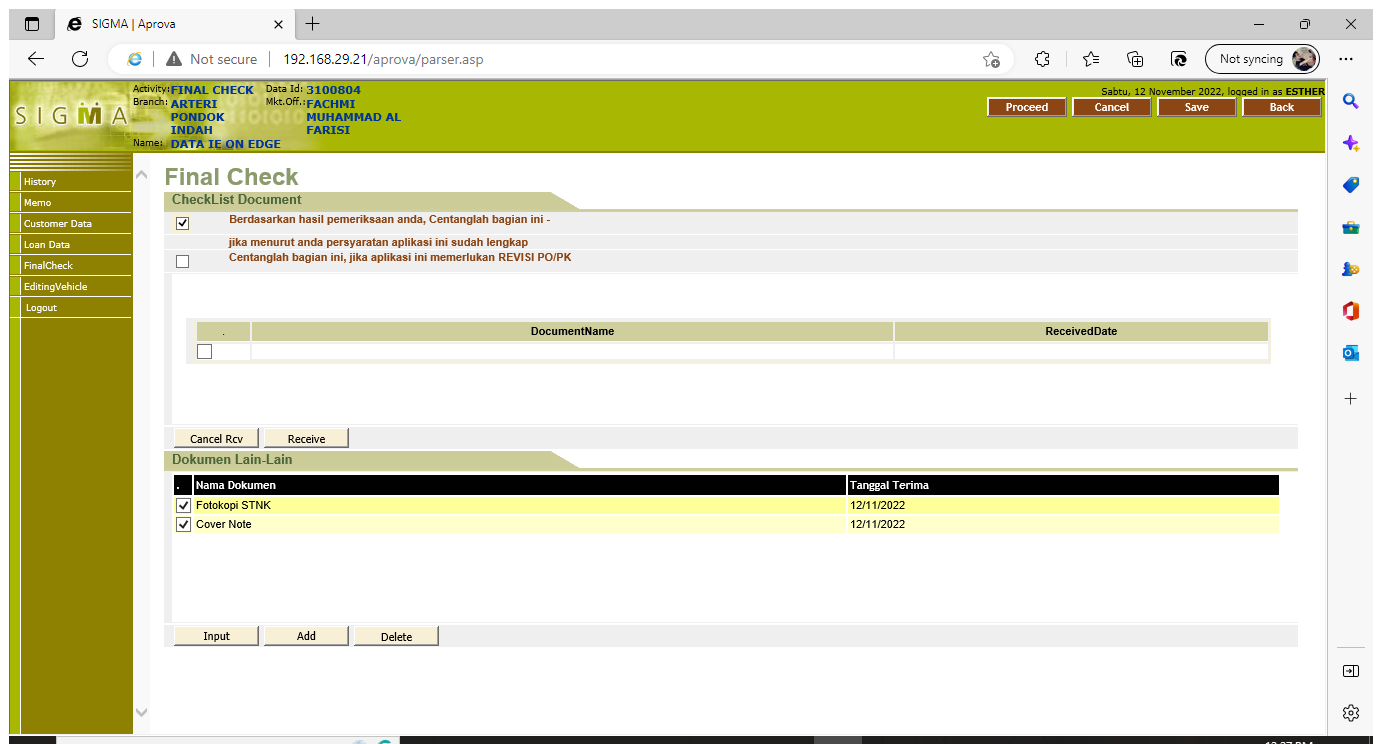 SIGMA | Aprova
Not secure | 192.168.29.21/aprova/parser.asp
Not syncing
SIGMA
Activity: FINAL CHECK Data Id: 3100804
Branch: ARTERI PONDOK INDAH Mkt.Off.: FACHMI MUHAMMAD AL FARISI
Name: DATA IE ON EDGE
Sabtu, 12 November 2022, logged in as ESTHER
Proceed Cancel Save Back
History
Memo
Customer Data
Loan Data
FinalCheck
EditingVehicle
Logout
Final Check
CheckList Document
Berdasarkan hasil pemeriksaan anda, Centanglah bagian ini -
jika menurut anda persyaratan aplikasi ini sudah lengkap
Centanglah bagian ini, jika aplikasi ini memerlukan REVISI PO/PK
. DocumentName ReceivedDate
Cancel Rcv Receive
Dokumen Lain-Lain
. Nama Dokumen Tanggal Terima
Fotokopi STNK 12/11/2022
Cover Note 12/11/2022
Input Add Delete